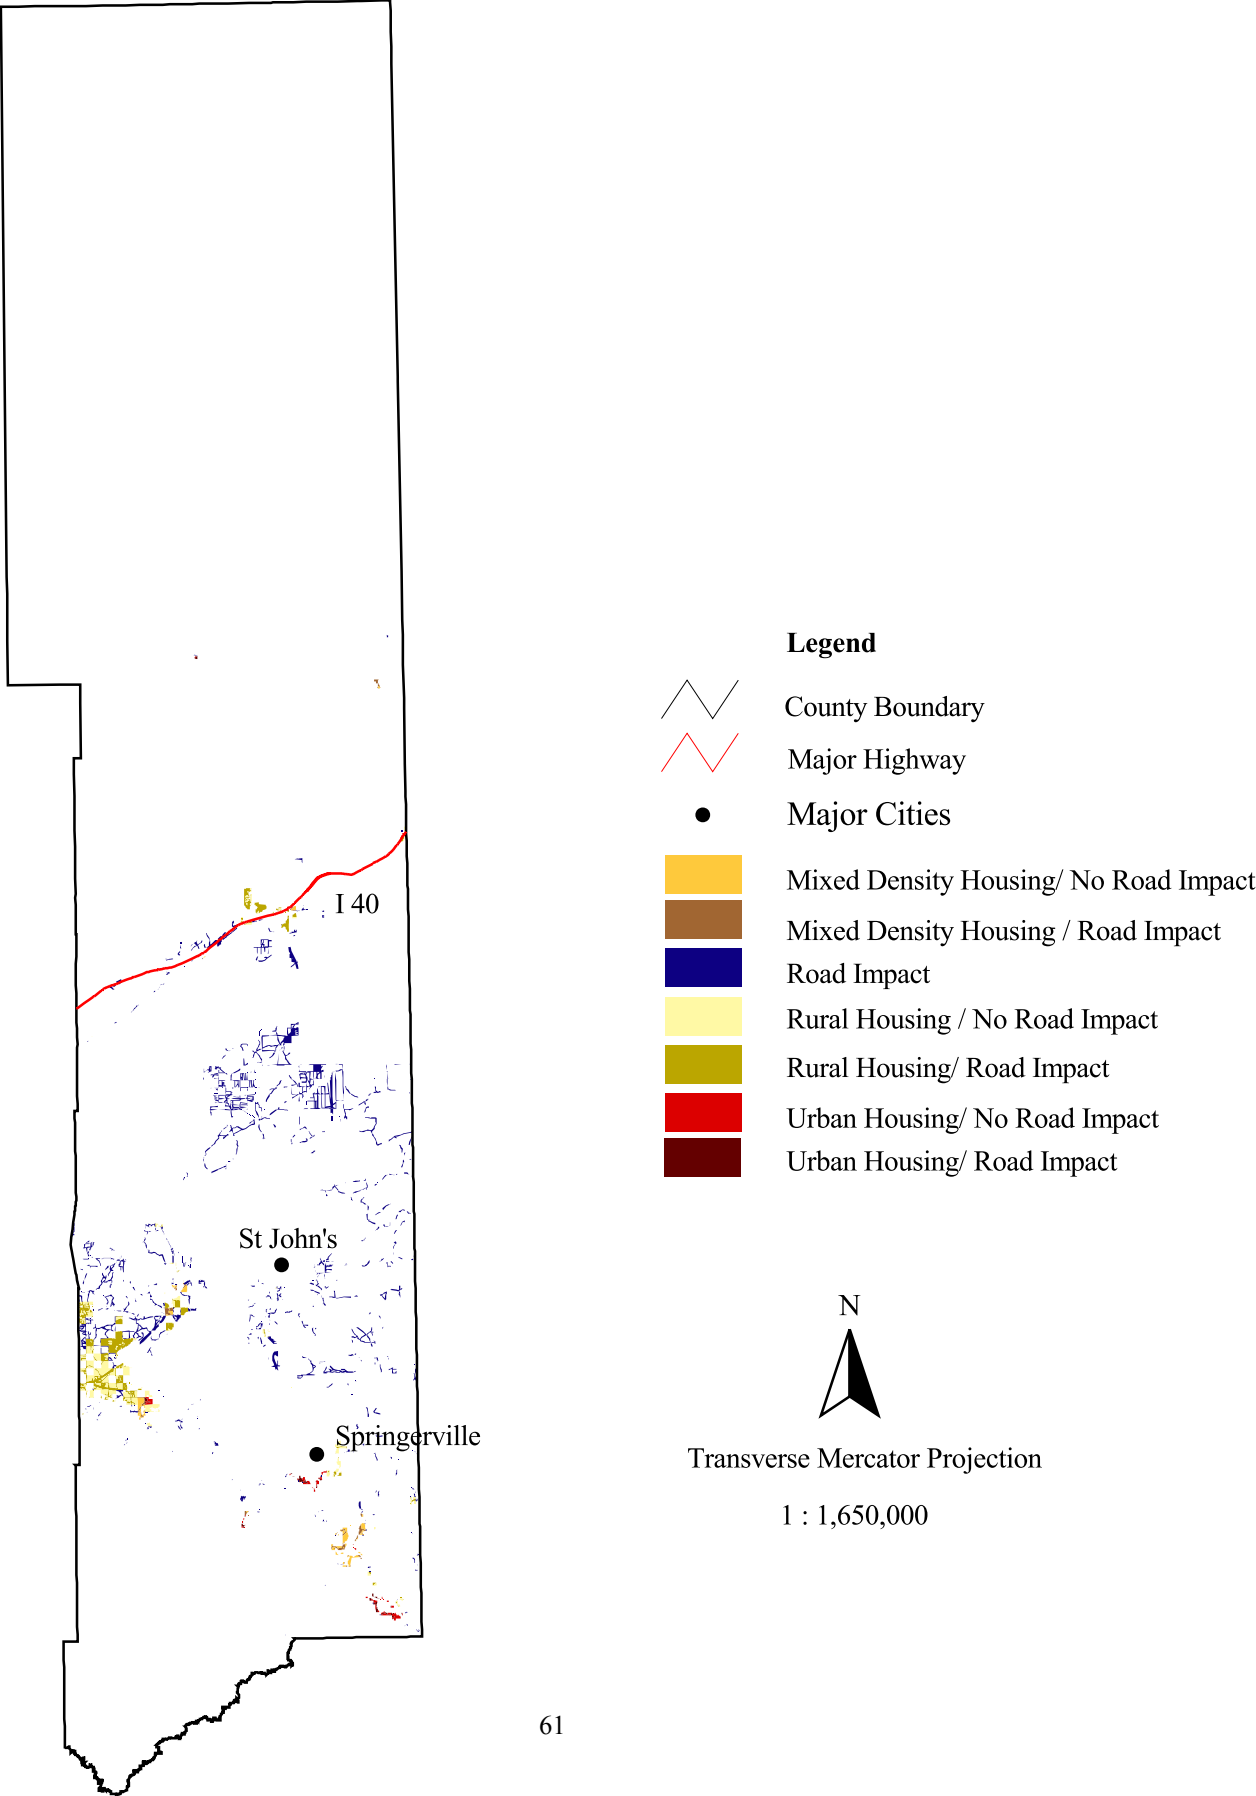 Legend
County Boundary
Major Highway
Major Cities
Mixed Density Housing/ No Road Impact
I 40
Mixed Density Housing / Road Impact
Road Impact
Rural Housing / No Road Impact
Rural Housing/ Road Impact
Urban Housing/ No Road Impact
Urban Housing/ Road Impact
St John's
N
Springerville
Transverse Mercator Projection
1 : 1,650,000
61